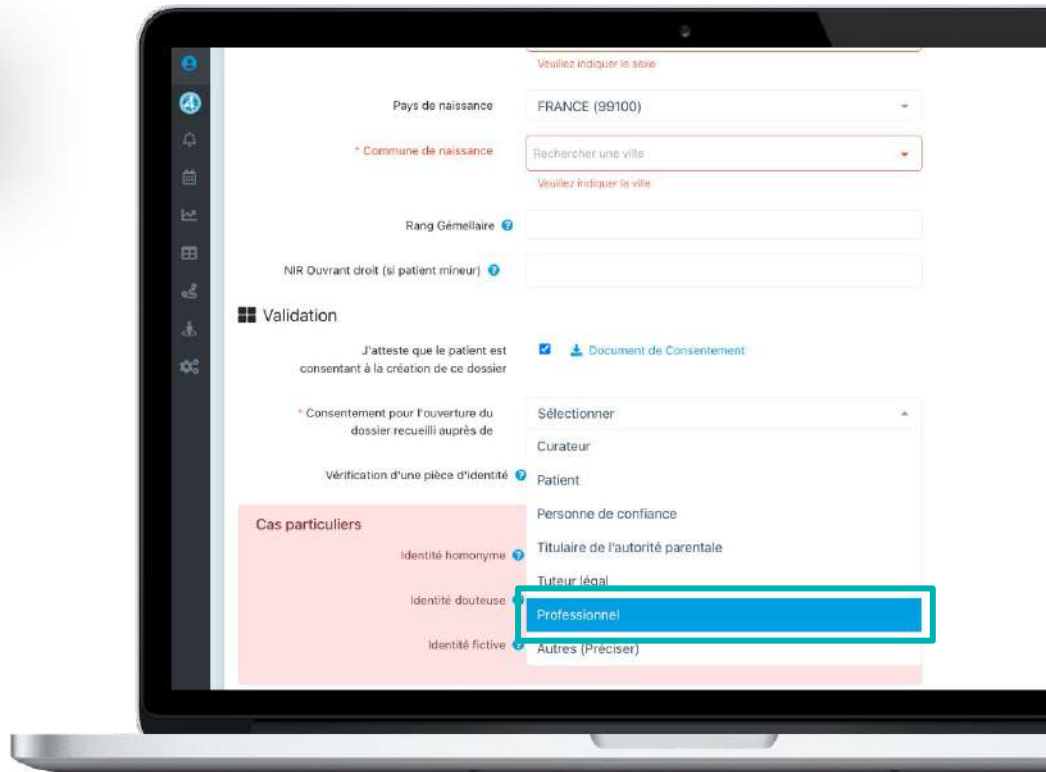 Veuillez indiquer le sexe
Pays de naissance
FRANCE (99100)
* Commune de naissance
Rechercher une ville
Veuillez indiquer la ville
Rang Gémellaire
NIR Ouvrant droit (si patient mineur)
Validation
J'atteste que le patient est
consentant à la création de ce dossier
Document de Consentement
* Consentement pour l'ouverture du
dossier recueilli auprès de
Sélectionner
Curateur
Patient
Personne de confiance
Titulaire de l'autorité parentale
Tuteur légal
Professionnel
Autres (Préciser)
Vérification d'une pièce d'identité
Cas particuliers
Identité homonyme
Identité douteuse
Identité fictive